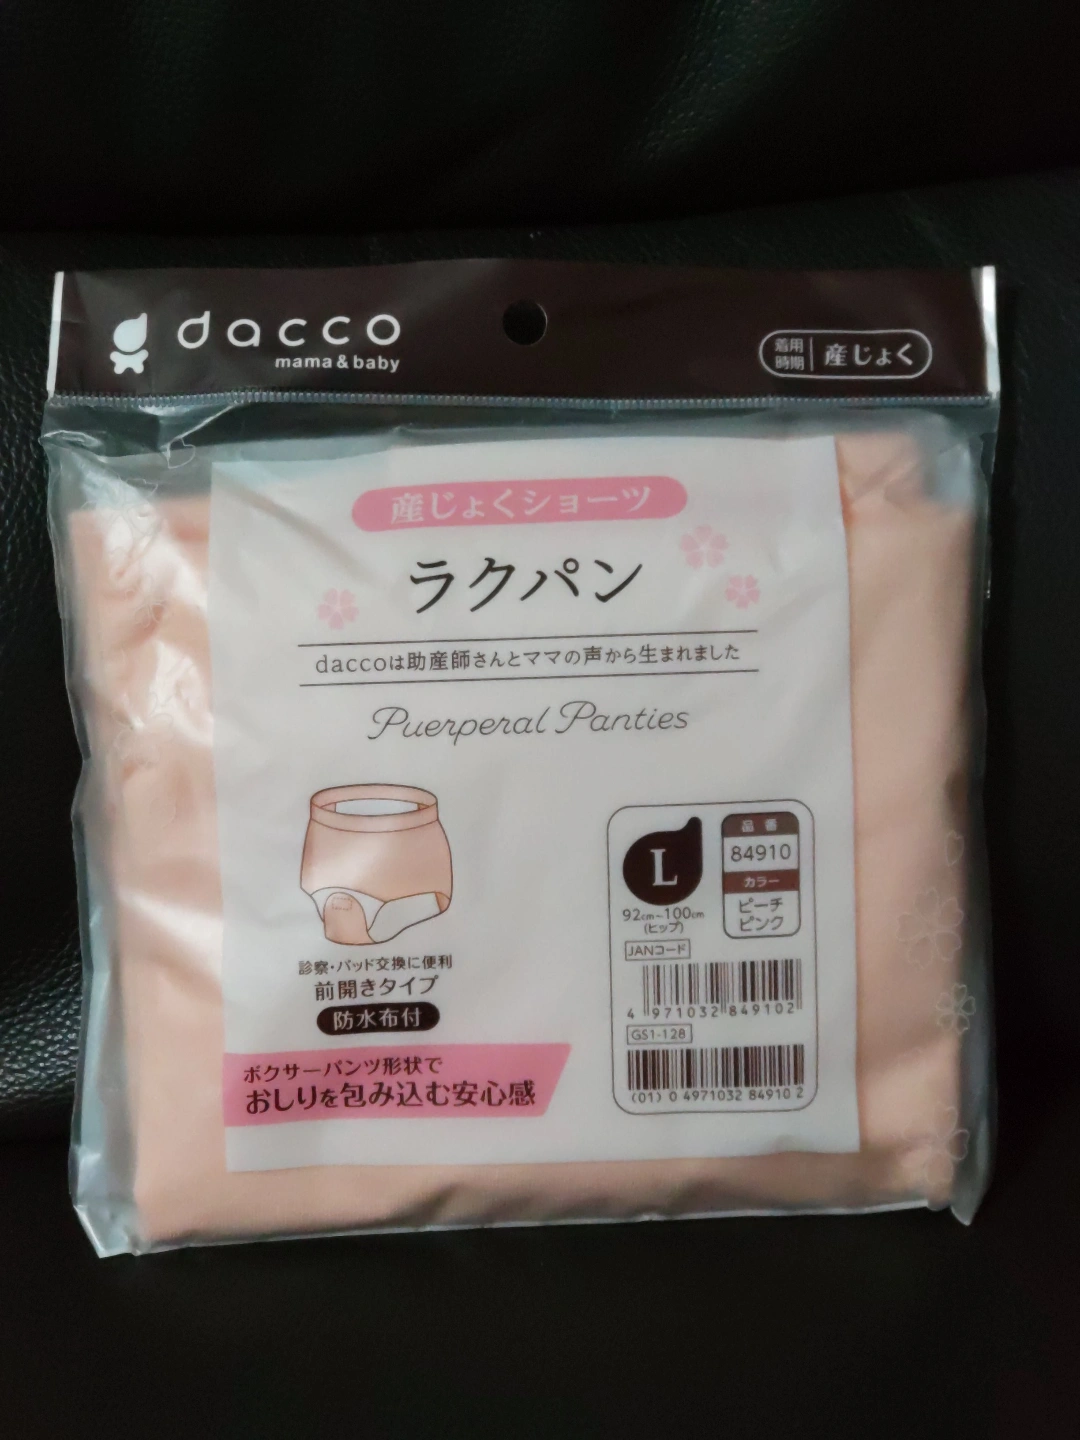 dacco
mama & baby
着用時期 産じょく
産じょくショーツ
ラクパン
daccoは助産師さんとママの声から生まれました
Puerperal Panties
診察・パッド交換に便利
前開きタイプ
防水布付
ボクサーパンツ形状で
おしりを包み込む安心感
L
92cm~100cm
(ヒップ)
品番
84910
カラー
ピーチ
ピンク
JANコード
4 971032 849102
GS1-128
(01) 0 4971032 84910 2